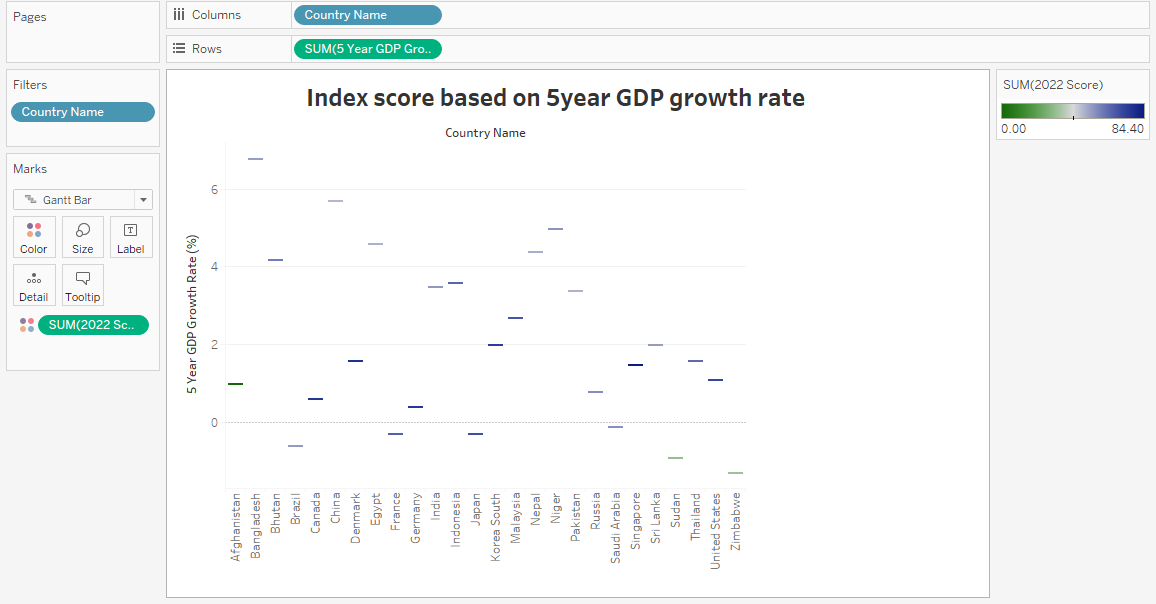 Pages
Columns
Country Name
Rows
SUM(5 Year GDP Gro..
Filters
Country Name
Marks
Gantt Bar
Color
Size
Label
Detail
Tooltip
SUM(2022 Sc..
Index score based on 5year GDP growth rate
Country Name
5 Year GDP Growth Rate (%)
6
4
2
0
Afghanistan
Bangladesh
Bhutan
Brazil
Canada
China
Denmark
Egypt
France
Germany
India
Indonesia
Japan
Korea South
Malaysia
Nepal
Niger
Pakistan
Russia
Saudi Arabia
Singapore
Sri Lanka
Sudan
Thailand
United States
Zimbabwe
SUM(2022 Score)
0.00 84.40